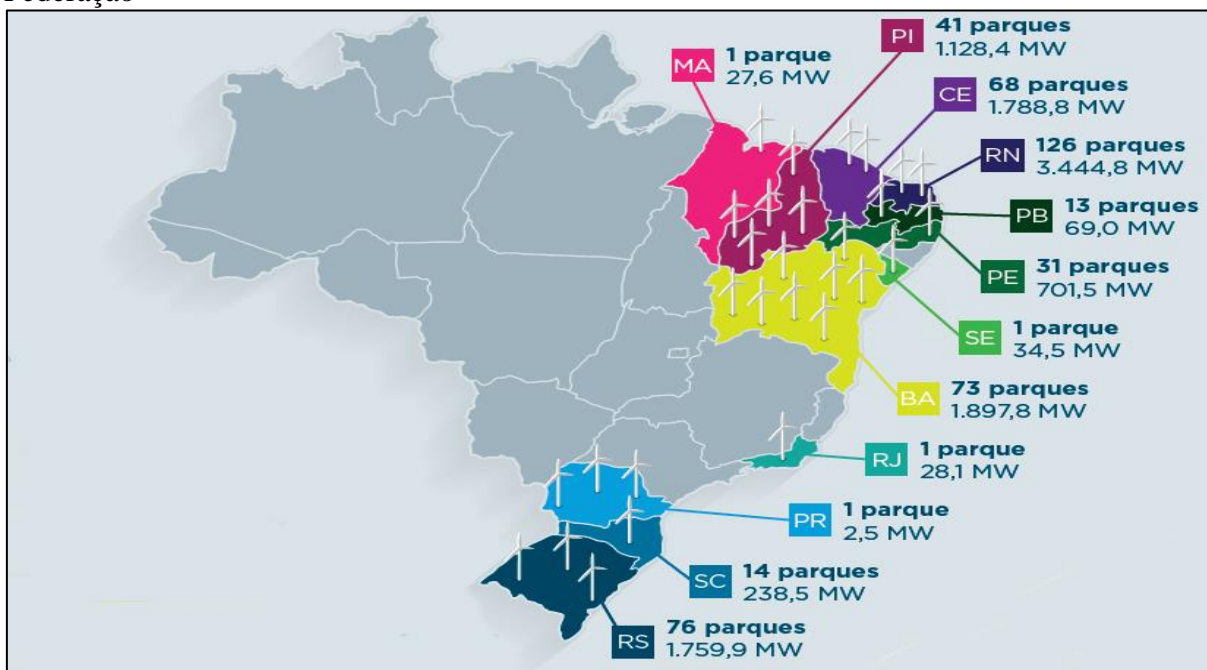 PI
41 parques
1.128,4 MW
MA
1 parque
27,6 MW
CE
68 parques
1.788,8 MW
RN
126 parques
3.444,8 MW
PB
13 parques
69,0 MW
PE
31 parques
701,5 MW
SE
1 parque
34,5 MW
BA
73 parques
1.897,8 MW
RJ
1 parque
28,1 MW
PR
1 parque
2,5 MW
SC
14 parques
238,5 MW
RS
76 parques
1.759,9 MW